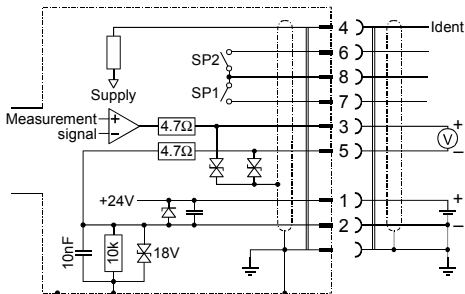 4 Ident
SP2 6
8
SP1 7
Supply
Measurement signal + −
4.7Ω 3 + V
4.7Ω 5 −
+24V 1 +
2 −
10nF 10k 18V